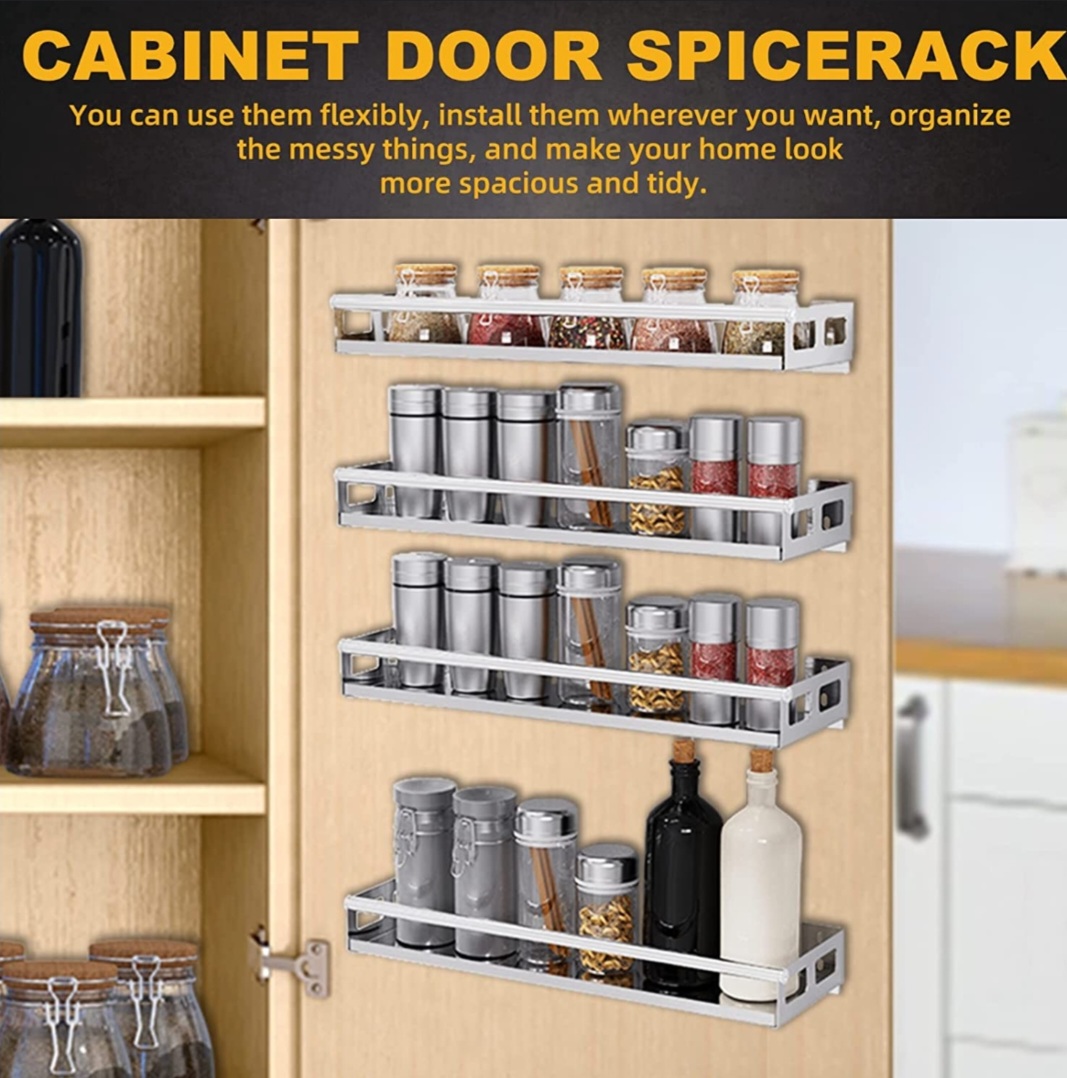 CABINET DOOR SPICERACK
You can use them flexibly, install them wherever you want, organize
the messy things, and make your home look
more spacious and tidy.